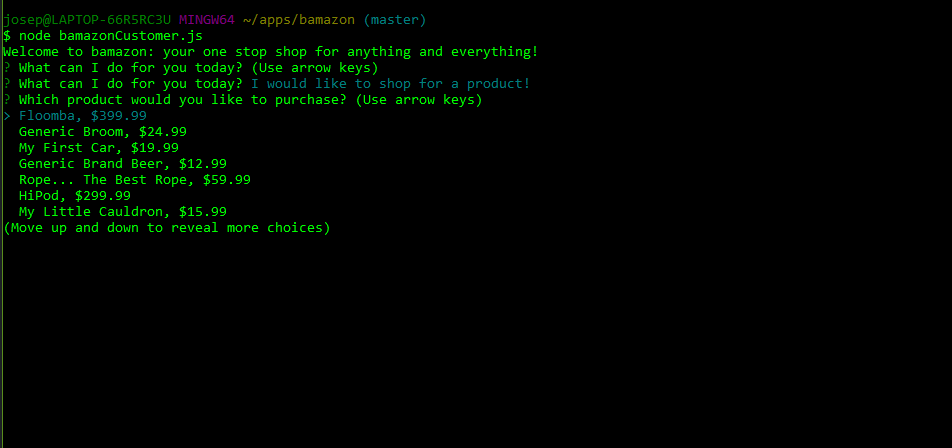 josep@LAPTOP-66R5RC3U MINGW64 ~/apps/bamazon (master)
$ node bamazonCustomer.js
Welcome to bamazon: your one stop shop for anything and everything!
? What can I do for you today? (Use arrow keys)
? What can I do for you today? I would like to shop for a product!
? Which product would you like to purchase? (Use arrow keys)
> Floomba, $399.99
Generic Broom, $24.99
My First Car, $19.99
Generic Brand Beer, $12.99
Rope... The Best Rope, $59.99
HiPod, $299.99
My Little Cauldron, $15.99
(Move up and down to reveal more choices)